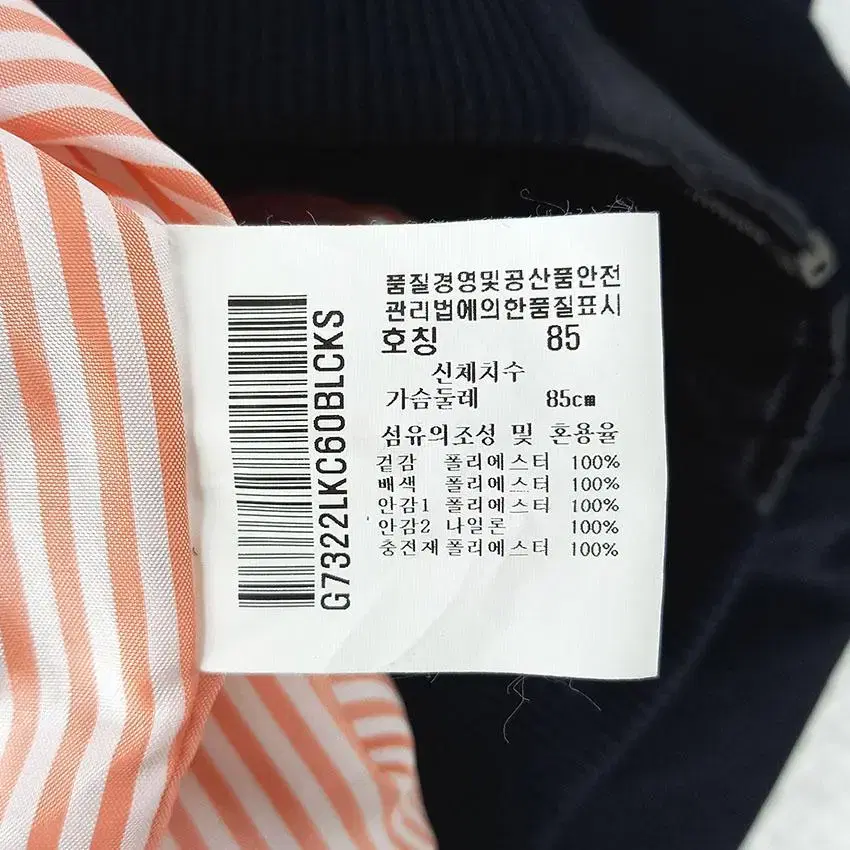 품질경영및공산품안전
관리법에의한품질표시
호칭 85
신체치수
가슴둘레 85cm
섬유의조성 및 혼용율
겉감 폴리에스터 100%
배색 폴리에스터 100%
안감1 폴리에스터 100%
안감2 나일론 100%
충전재 폴리에스터 100%
G7322LKC60BLCKS